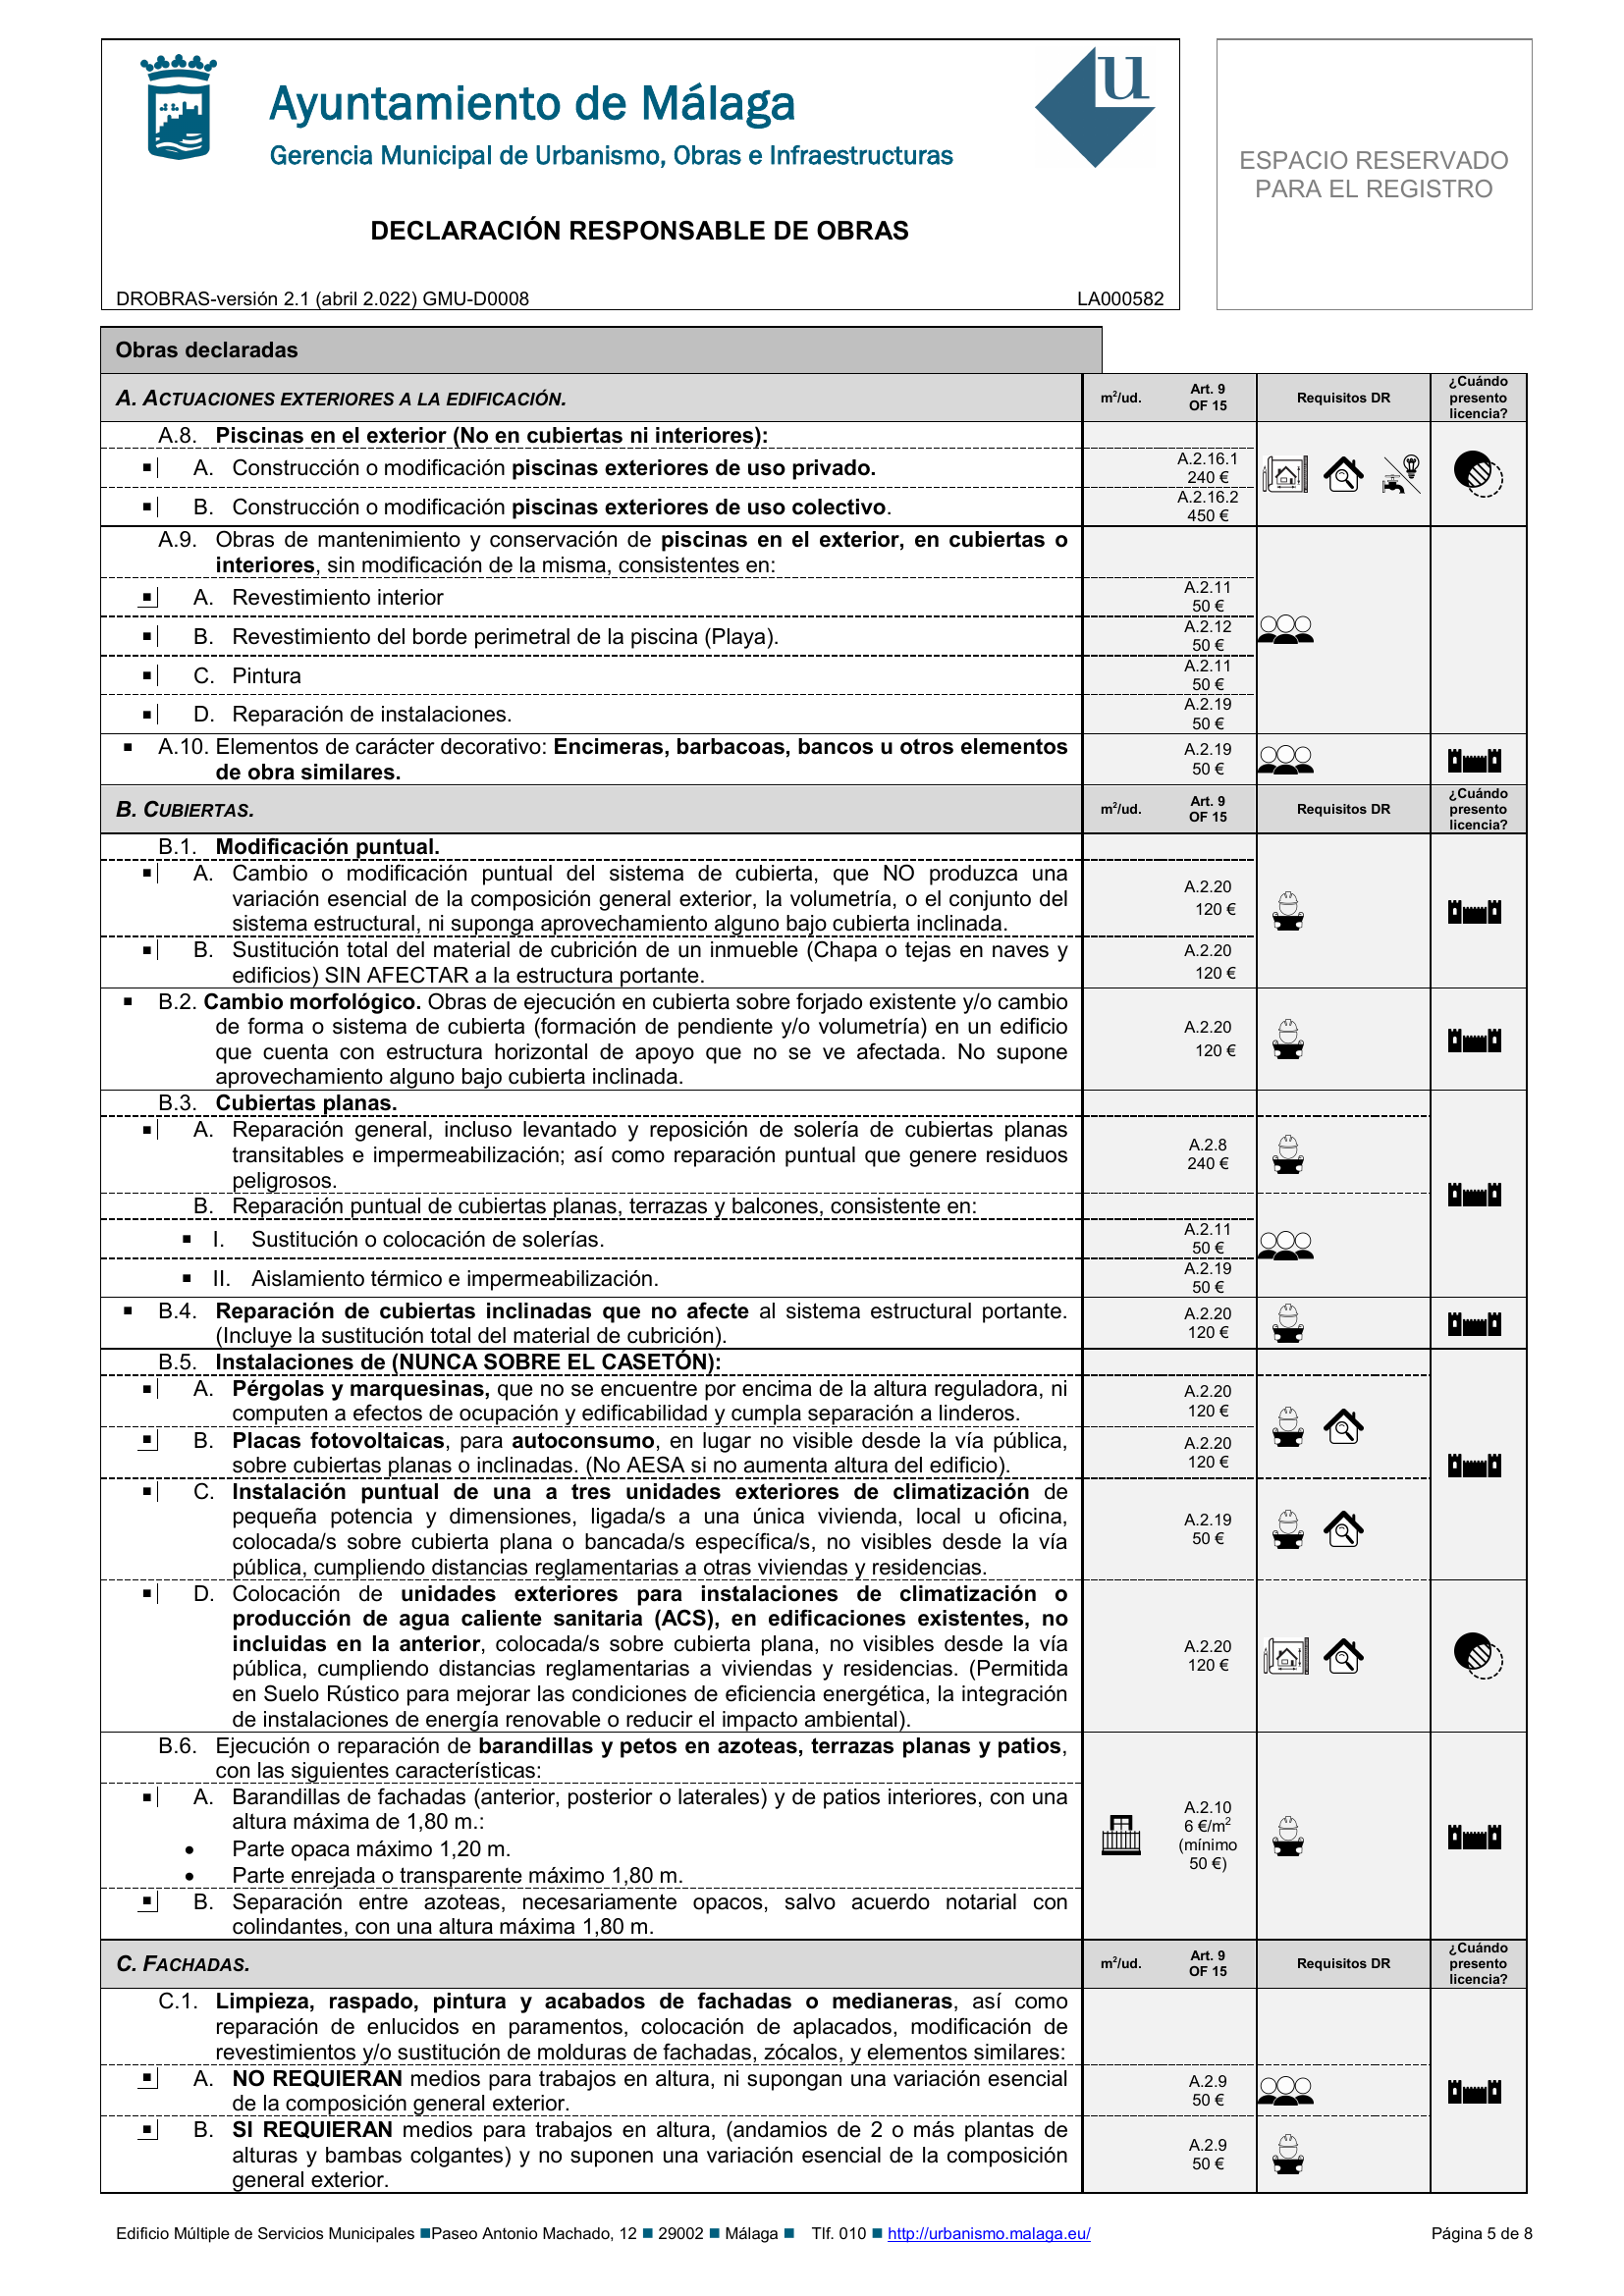 Ayuntamiento de Málaga
Gerencia Municipal de Urbanismo, Obras e Infraestructuras
u
DECLARACIÓN RESPONSABLE DE OBRAS
DROBRAS-versión 2.1 (abril 2.022) GMU-D0008 LA000582
ESPACIO RESERVADO
PARA EL REGISTRO
Obras declaradas
A. ACTUACIONES EXTERIORES A LA EDIFICACIÓN. m²/ud. Art. 9 OF 15 Requisitos DR ¿Cuándo presento licencia?
A.8. Piscinas en el exterior (No en cubiertas ni interiores):
A. Construcción o modificación piscinas exteriores de uso privado. A.2.16.1 240 €
B. Construcción o modificación piscinas exteriores de uso colectivo. A.2.16.2 450 €
A.9. Obras de mantenimiento y conservación de piscinas en el exterior, en cubiertas o
interiores, sin modificación de la misma, consistentes en:
A. Revestimiento interior A.2.11 50 €
B. Revestimiento del borde perimetral de la piscina (Playa). A.2.12 50 €
C. Pintura A.2.11 50 €
D. Reparación de instalaciones. A.2.19 50 €
A.10. Elementos de carácter decorativo: Encimeras, barbacoas, bancos u otros elementos
de obra similares. A.2.19 50 €
B. CUBIERTAS. m²/ud. Art. 9 OF 15 Requisitos DR ¿Cuándo presento licencia?
B.1. Modificación puntual.
A. Cambio o modificación puntual del sistema de cubierta, que NO produzca una
variación esencial de la composición general exterior, la volumetría, o el conjunto del
sistema estructural, ni suponga aprovechamiento alguno bajo cubierta inclinada.
A.2.20
120 €
B. Sustitución total del material de cubrición de un inmueble (Chapa o tejas en naves y
edificios) SIN AFECTAR a la estructura portante.
A.2.20
120 €
B.2. Cambio morfológico. Obras de ejecución en cubierta sobre forjado existente y/o cambio
de forma o sistema de cubierta (formación de pendiente y/o volumetría) en un edificio
que cuenta con estructura horizontal de apoyo que no se ve afectada. No supone
aprovechamiento alguno bajo cubierta inclinada.
A.2.20
120 €
B.3. Cubiertas planas.
A. Reparación general, incluso levantado y reposición de solería de cubiertas planas
transitables e impermeabilización; así como reparación puntual que genere residuos
peligrosos.
A.2.8
240 €
B. Reparación puntual de cubiertas planas, terrazas y balcones, consistente en:
I. Sustitución o colocación de solerías. A.2.11 50 €
II. Aislamiento térmico e impermeabilización. A.2.19 50 €
B.4. Reparación de cubiertas inclinadas que no afecte al sistema estructural portante.
(Incluye la sustitución total del material de cubrición).
A.2.20
120 €
B.5. Instalaciones de (NUNCA SOBRE EL CASETÓN):
A. Pérgolas y marquesinas, que no se encuentre por encima de la altura reguladora, ni
computen a efectos de ocupación y edificabilidad y cumpla separación a linderos.
A.2.20
120 €
B. Placas fotovoltaicas, para autoconsumo, en lugar no visible desde la vía pública,
sobre cubiertas planas o inclinadas. (No AESA si no aumenta altura del edificio).
A.2.20
120 €
C. Instalación puntual de una a tres unidades exteriores de climatización de
pequeña potencia y dimensiones, ligada/s a una única vivienda, local u oficina,
colocada/s sobre cubierta plana o bancada/s específica/s, no visibles desde la vía
pública, cumpliendo distancias reglamentarias a otras viviendas y residencias.
A.2.19
50 €
D. Colocación de unidades exteriores para instalaciones de climatización o
producción de agua caliente sanitaria (ACS), en edificaciones existentes, no
incluidas en la anterior, colocada/s sobre cubierta plana, no visibles desde la vía
pública, cumpliendo distancias reglamentarias a viviendas y residencias. (Permitida
en Suelo Rústico para mejorar las condiciones de eficiencia energética, la integración
de instalaciones de energía renovable o reducir el impacto ambiental).
A.2.20
120 €
B.6. Ejecución o reparación de barandillas y petos en azoteas, terrazas planas y patios,
con las siguientes características:
A. Barandillas de fachadas (anterior, posterior o laterales) y de patios interiores, con una
altura máxima de 1,80 m.:
• Parte opaca máximo 1,20 m.
• Parte enrejada o transparente máximo 1,80 m.
A.2.10
6 €/m²
(mínimo
50 €)
B. Separación entre azoteas, necesariamente opacos, salvo acuerdo notarial con
colindantes, con una altura máxima 1,80 m.
C. FACHADAS. m²/ud. Art. 9 OF 15 Requisitos DR ¿Cuándo presento licencia?
C.1. Limpieza, raspado, pintura y acabados de fachadas o medianeras, así como
reparación de enlucidos en paramentos, colocación de aplacados, modificación de
revestimientos y/o sustitución de molduras de fachadas, zócalos, y elementos similares:
A. NO REQUIERAN medios para trabajos en altura, ni supongan una variación esencial
de la composición general exterior.
A.2.9
50 €
B. SI REQUIERAN medios para trabajos en altura, (andamios de 2 o más plantas de
alturas y bambas colgantes) y no suponen una variación esencial de la composición
general exterior.
A.2.9
50 €
Edificio Múltiple de Servicios Municipales ■Paseo Antonio Machado, 12 ■ 29002 ■ Málaga ■ Tlf. 010 ■ http://urbanismo.malaga.eu/ Página 5 de 8